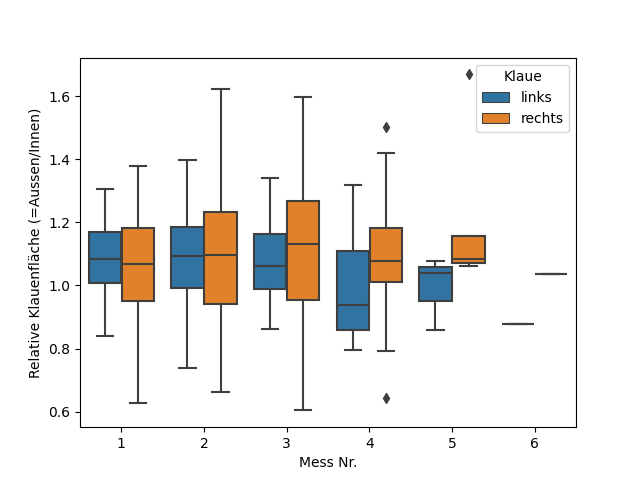 Klaue
links
rechts
1.6
1.4
1.2
1.0
0.8
0.6
Relative Klauenfläche (=Aussen/Innen)
1 2 3 4 5 6
Mess Nr.